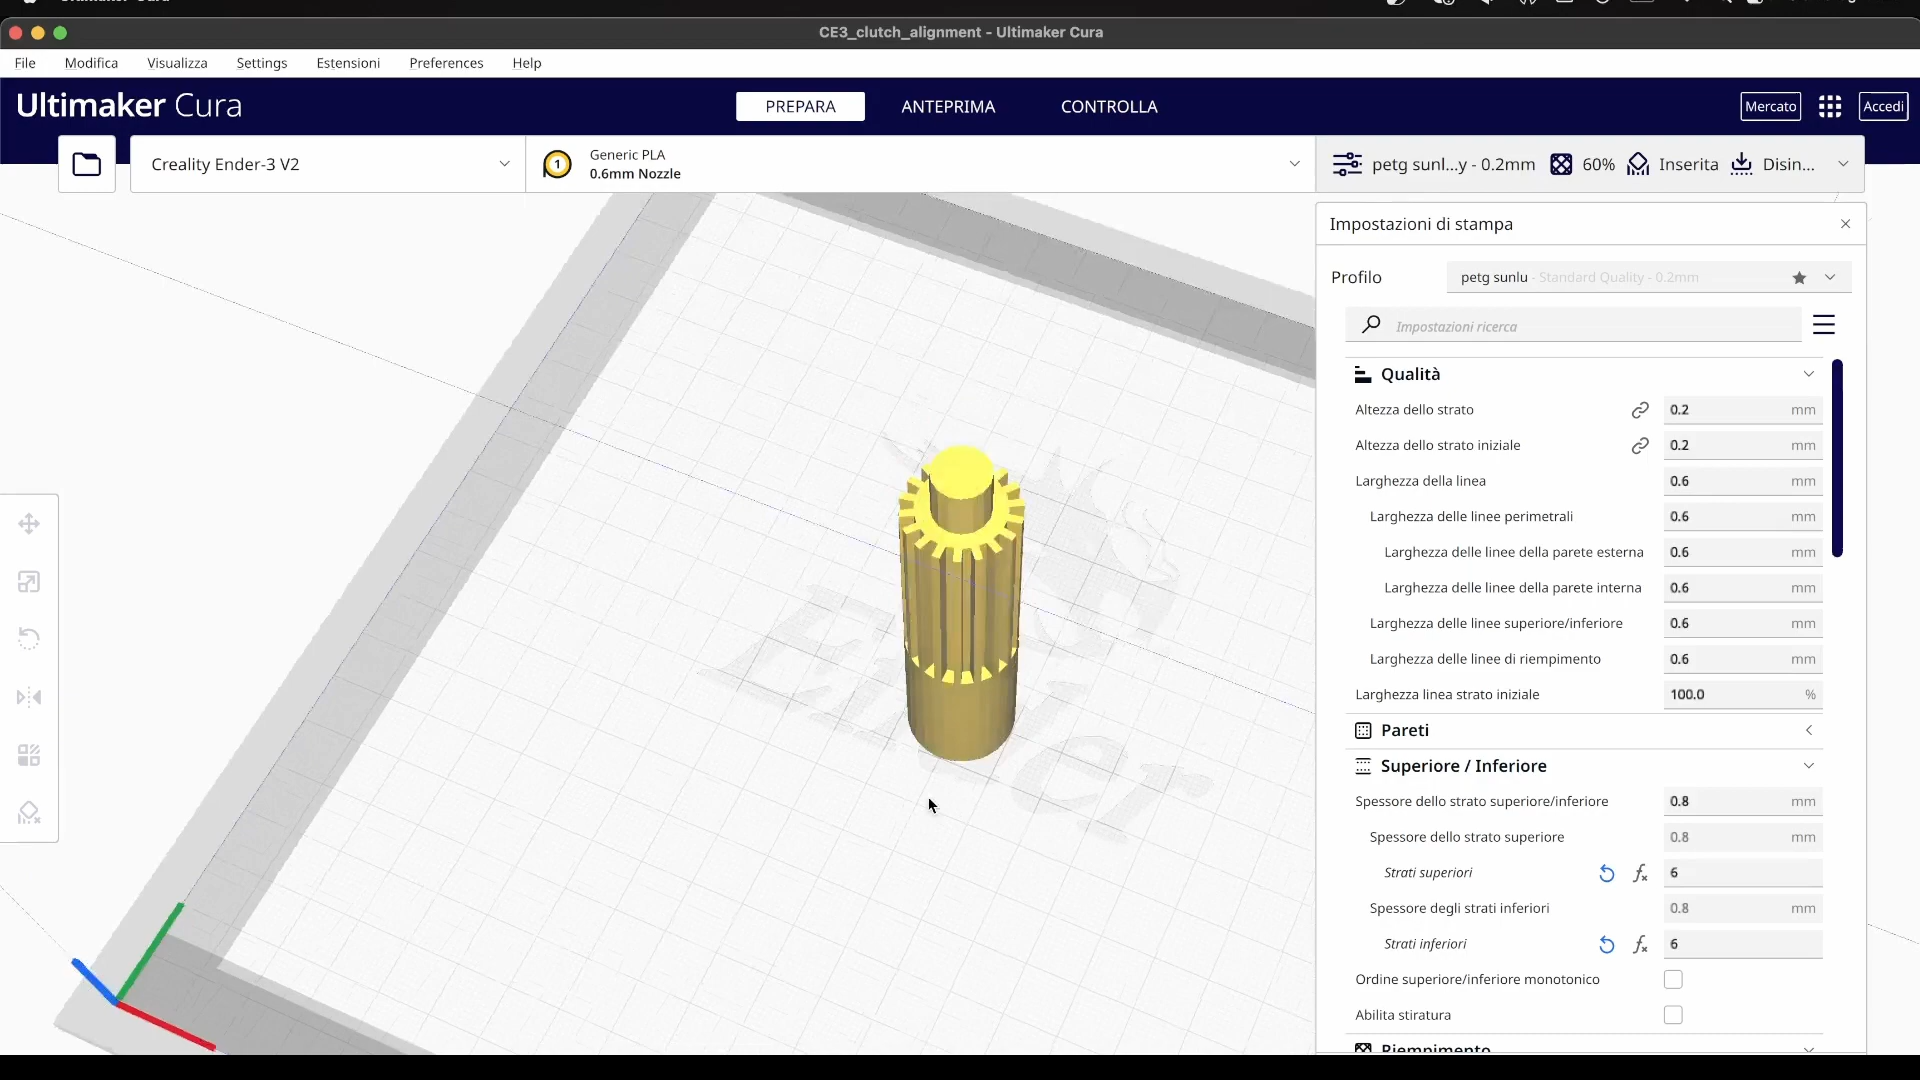 CE3_clutch_alignment - Ultimaker Cura
File Modifica Visualizza Settings Estensioni Preferences Help
Ultimaker Cura
PREPARA ANTEPRIMA CONTROLLA
Mercato Accedi
Creality Ender-3 V2
1
Generic PLA
0.6mm Nozzle
petg sunl...y - 0.2mm 60% Inserita Disin...
Impostazioni di stampa
Profilo petg sunlu - Standard Quality - 0.2mm
Impostazioni ricerca
Qualità
Altezza dello strato 0.2 mm
Altezza dello strato iniziale 0.2 mm
Larghezza della linea 0.6 mm
Larghezza delle linee perimetrali 0.6 mm
Larghezza delle linee della parete esterna 0.6 mm
Larghezza delle linee della parete interna 0.6 mm
Larghezza delle linee superiore/inferiore 0.6 mm
Larghezza delle linee di riempimento 0.6 mm
Larghezza linea strato iniziale 100.0 %
Pareti
Superiore / Inferiore
Spessore dello strato superiore/inferiore 0.8 mm
Spessore dello strato superiore 0.8 mm
Strati superiori fx 6
Spessore degli strati inferiori 0.8 mm
Strati inferiori fx 6
Ordine superiore/inferiore monotonico
Abilita stiratura
Riempimento
Ender